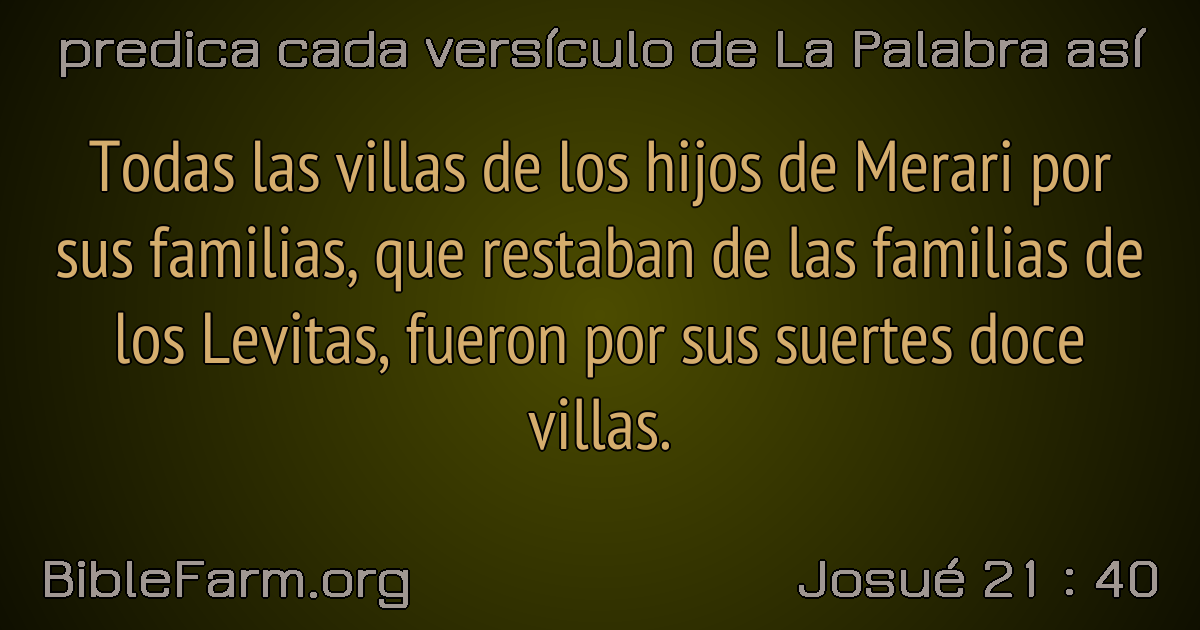 predica cada versículo de La Palabra así
Todas las villas de los hijos de Merari por
sus familias, que restaban de las familias de
los Levitas, fueron por sus suertes doce
villas.
BibleFarm.org
Josué 21 : 40